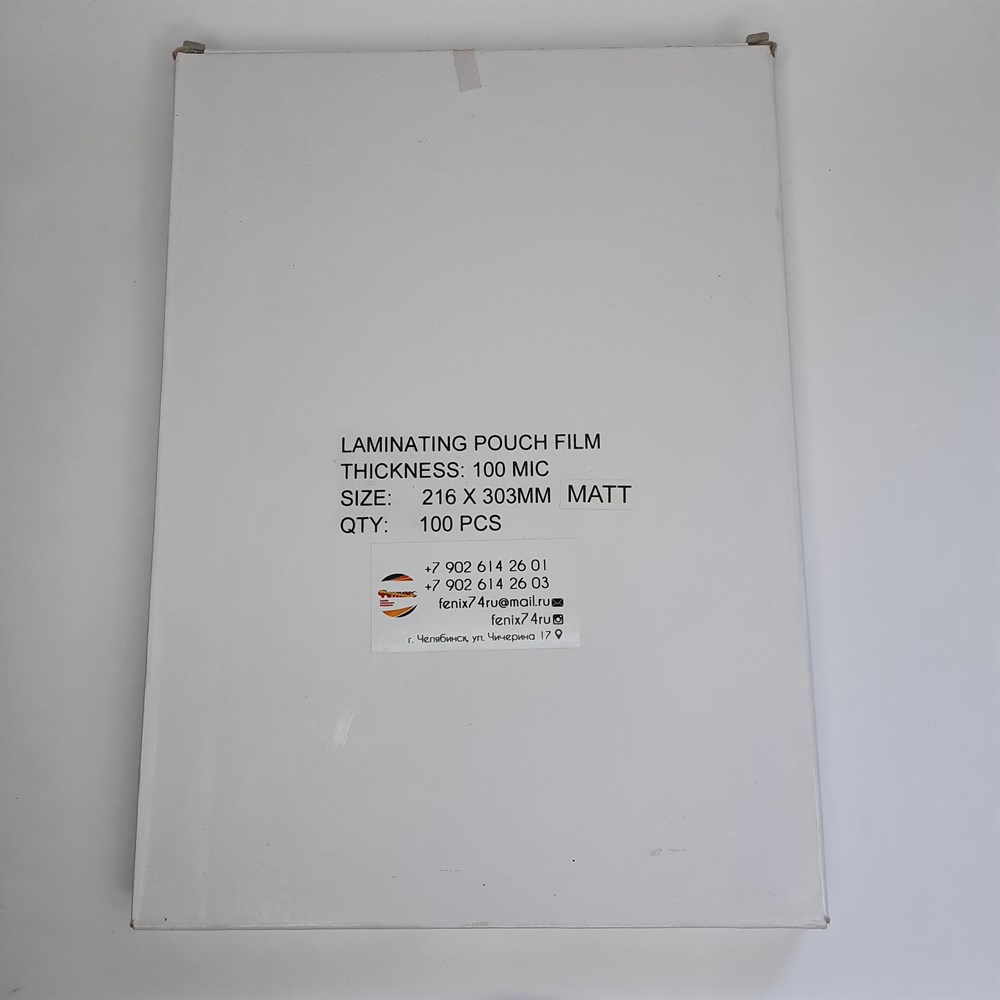 LAMINATING POUCH FILM
THICKNESS: 100 MIC
SIZE: 216 X 303MM MATT
QTY: 100 PCS
+7 902 614 26 01
+7 902 614 26 03
Феникс
fenix74ru@mail.ru
fenix74ru
г. Челябинск, ул. Чичерина 17